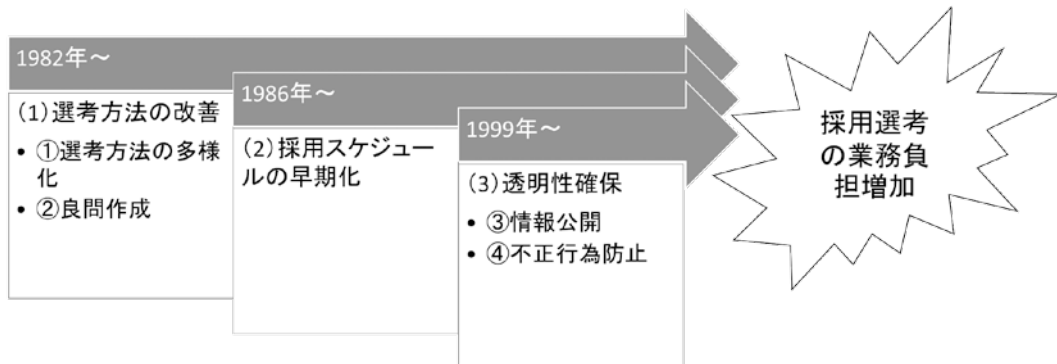 1982年～
(1)選考方法の改善
• ①選考方法の多様
化
• ②良問作成
1986年～
(2)採用スケジュー
ルの早期化
1999年～
(3)透明性確保
• ③情報公開
• ④不正行為防止
採用選考
の業務負
担増加